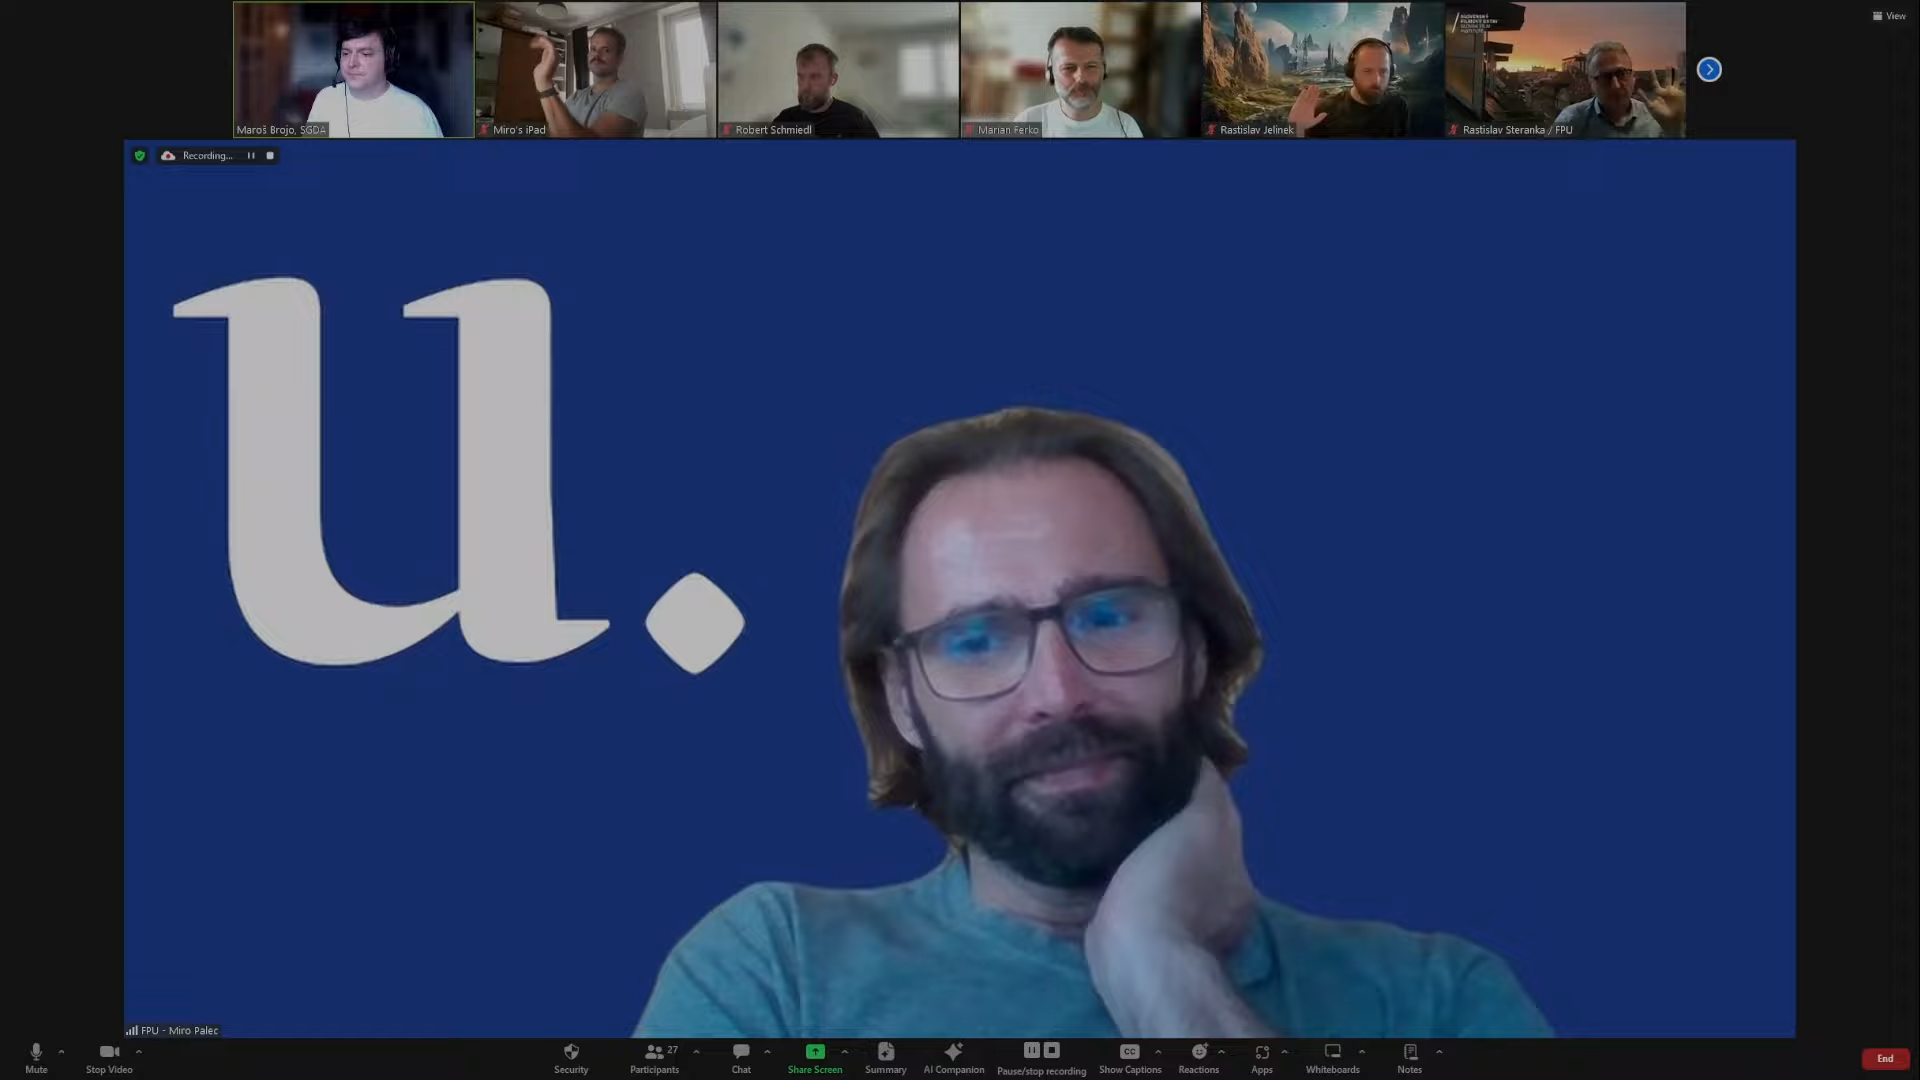 View
Maroš Brojo, SGDA
Miro's iPad
Robert Schmiedl
Marian Ferko
Rastislav Jelinek
Rastislav Steranka / FPU
Recording...
u.
FPU - Miro Palec
Mute
Stop Video
Security
Participants
27
Chat
Share Screen
Summary
AI Companion
Pause/stop recording
CC
Show Captions
Reactions
Apps
Whiteboards
Notes
End